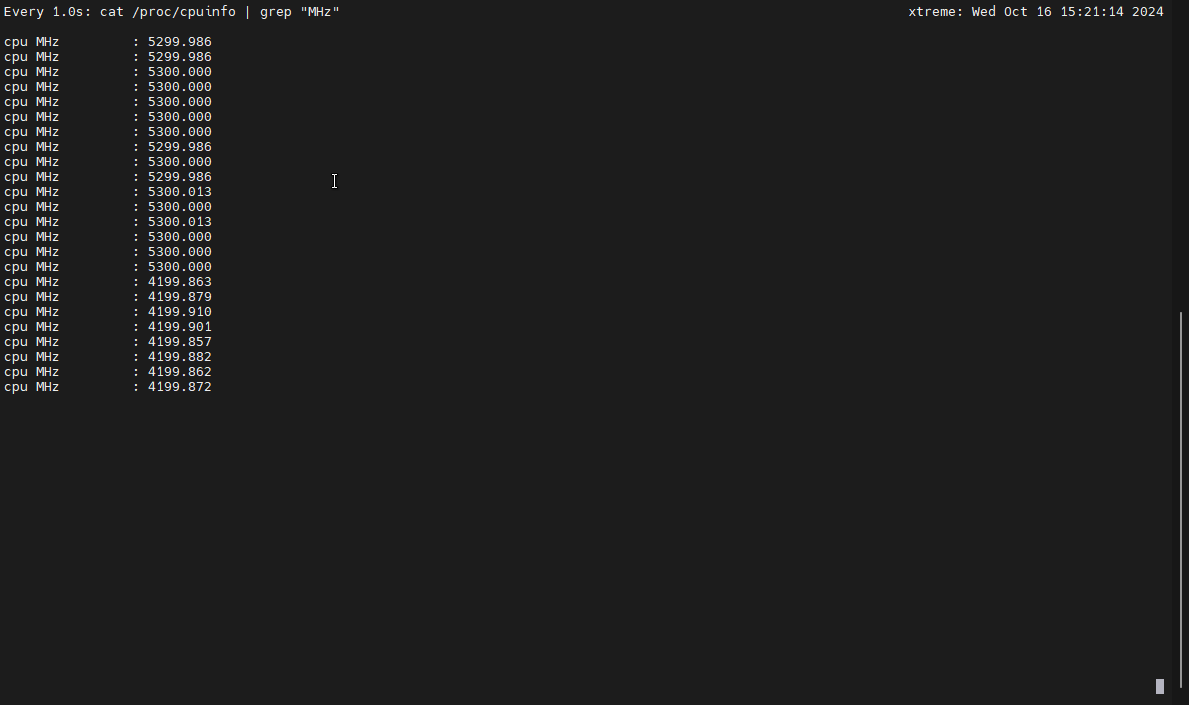 Every 1.0s: cat /proc/cpuinfo | grep "MHz" xtreme: Wed Oct 16 15:21:14 2024
cpu MHz : 5299.986
cpu MHz : 5299.986
cpu MHz : 5300.000
cpu MHz : 5300.000
cpu MHz : 5300.000
cpu MHz : 5300.000
cpu MHz : 5300.000
cpu MHz : 5299.986
cpu MHz : 5300.000
cpu MHz : 5299.986
cpu MHz : 5300.013
cpu MHz : 5300.000
cpu MHz : 5300.013
cpu MHz : 5300.000
cpu MHz : 5300.000
cpu MHz : 5300.000
cpu MHz : 4199.863
cpu MHz : 4199.879
cpu MHz : 4199.910
cpu MHz : 4199.901
cpu MHz : 4199.857
cpu MHz : 4199.882
cpu MHz : 4199.862
cpu MHz : 4199.872